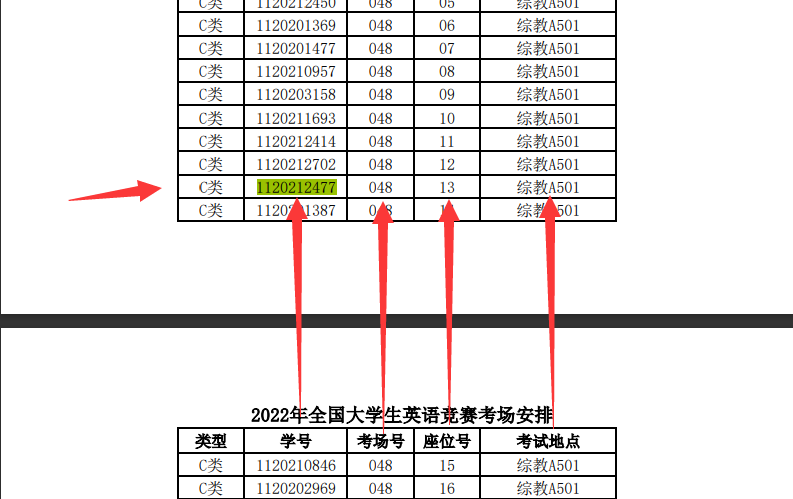 C类 1120212450 048 05 综教A501
C类 1120201369 048 06 综教A501
C类 1120201477 048 07 综教A501
C类 1120210957 048 08 综教A501
C类 1120203158 048 09 综教A501
C类 1120211693 048 10 综教A501
C类 1120212414 048 11 综教A501
C类 1120212702 048 12 综教A501
C类 1120212477 048 13 综教A501
C类 048 综教A501
2022年全国大学生英语竞赛考场安排
类型 学号 考场号 座位号 考试地点
C类 1120210846 048 15 综教A501
C类 1120202969 048 16 综教A501